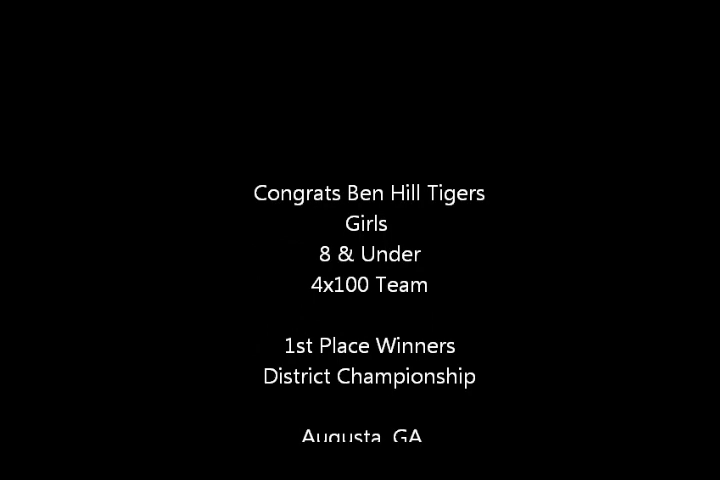 Congrats Ben Hill Tigers
Girls
8 & Under
4x100 Team
1st Place Winners
District Championship
Augusta, GA